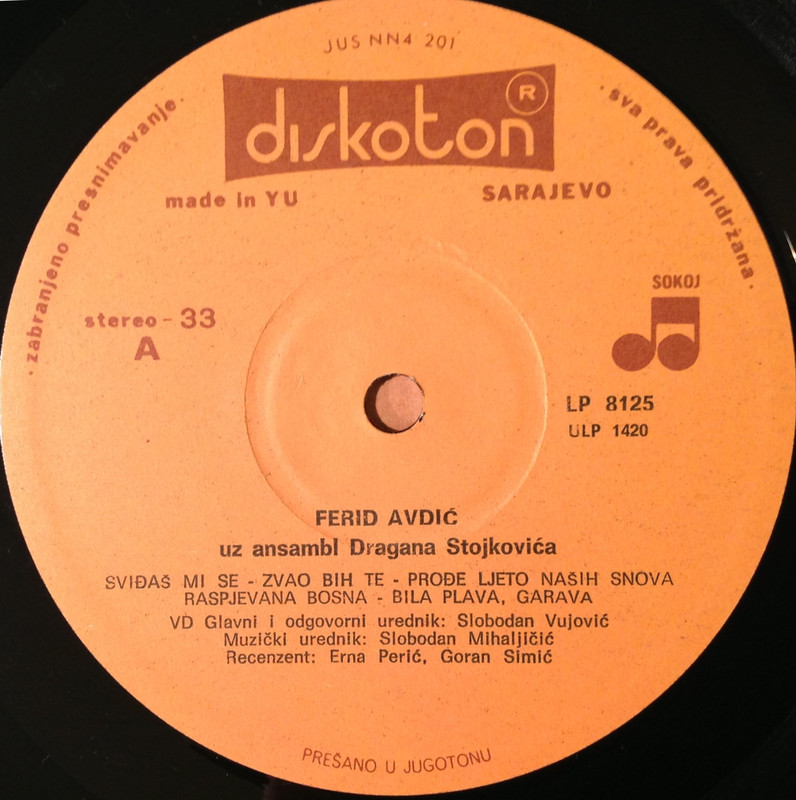 JUS NN4 201
diskoton ®
·zabranjeno presnimavanje·
·sva prava pridržana·
made in YU
SARAJEVO
SOKOJ
stereo - 33
A
LP 8125
ULP 1420
FERID AVDIĆ
uz ansambl Dragana Stojkovića
SVIĐAŠ MI SE - ZVAO BIH TE - PROĐE LJETO NAŠIH SNOVA
RASPJEVANA BOSNA - BILA PLAVA, GARAVA
VD Glavni i odgovorni urednik: Slobodan Vujović
Muzički urednik: Slobodan Mihaljičić
Recenzent: Erna Perić, Goran Simić
PREŠANO U JUGOTONU